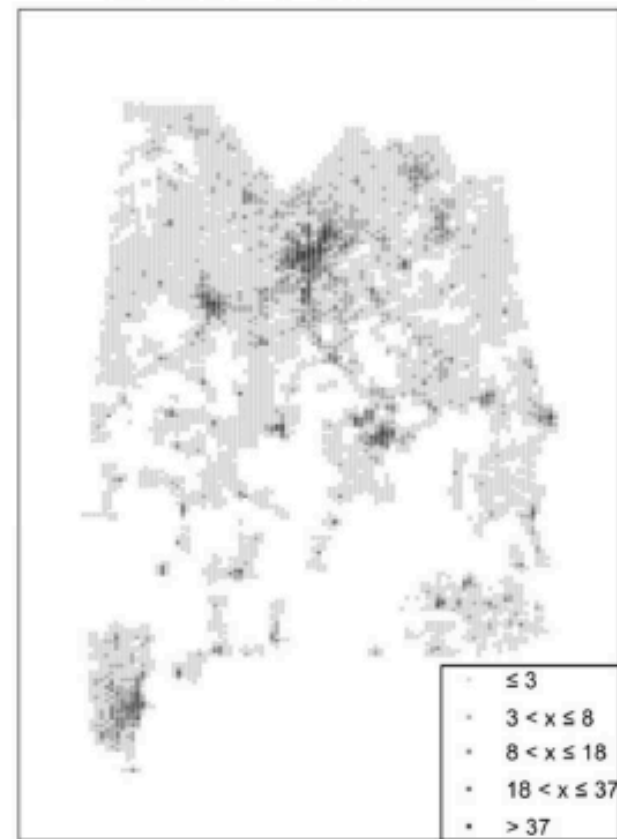 ≤ 3
3 < x ≤ 8
8 < x ≤ 18
18 < x ≤ 37
> 37